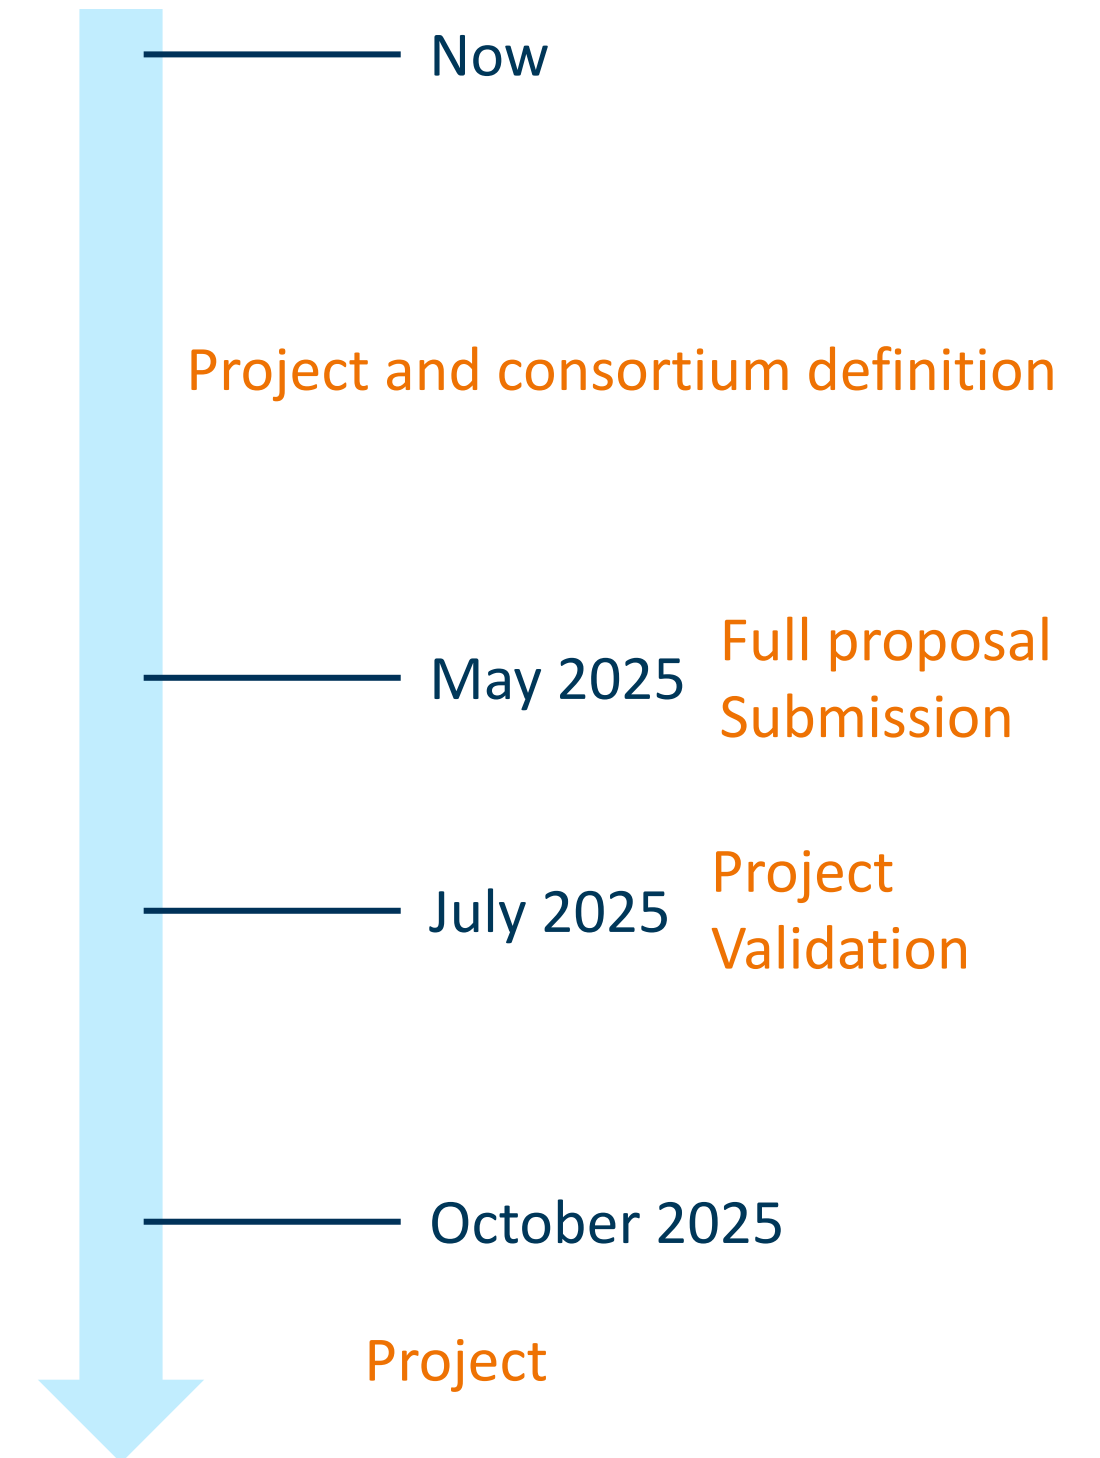 Now
Project and consortium definition
May 2025
Full proposal
Submission
July 2025
Project
Validation
October 2025
Project